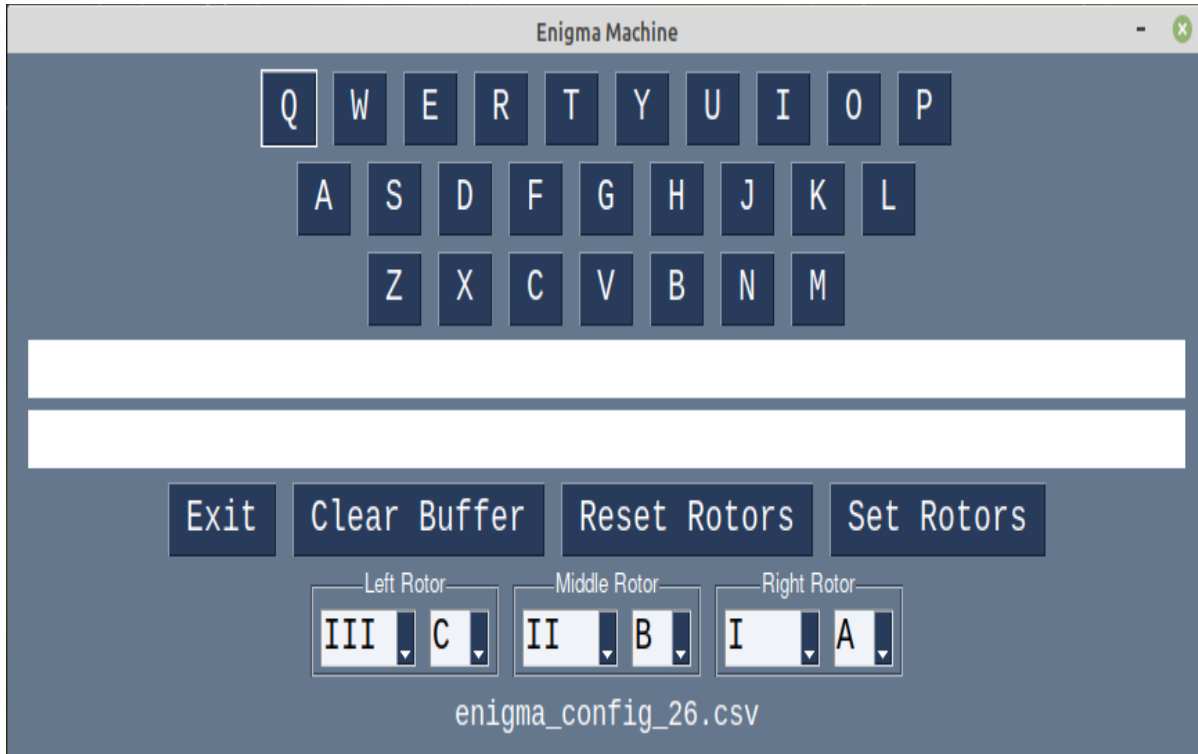 Enigma Machine
Q W E R T Y U I O P
A S D F G H J K L
Z X C V B N M
Exit Clear Buffer Reset Rotors Set Rotors
Left Rotor Middle Rotor Right Rotor
III C II B I A
enigma_config_26.csv